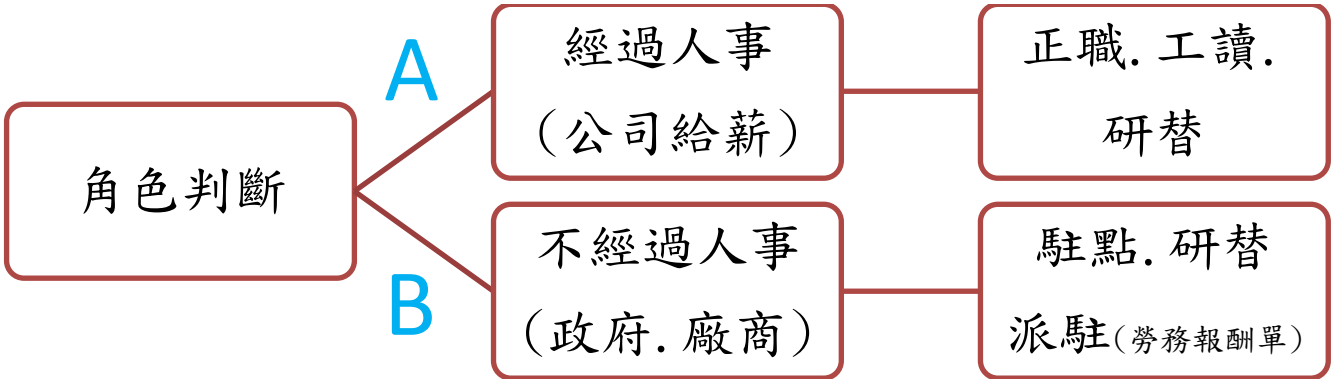 角色判斷
A
經過人事
(公司給薪)
正職.工讀.
研替
B
不經過人事
(政府.廠商)
駐點.研替
派駐(勞務報酬單)